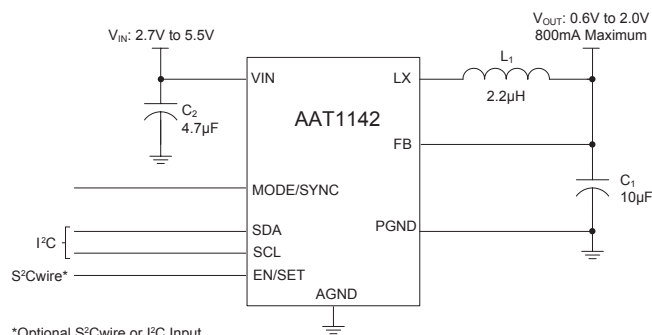 V_OUT: 0.6V to 2.0V
800mA Maximum
V_IN: 2.7V to 5.5V
L₁
VIN
LX
2.2µH
C₂
4.7µF
AAT1142
FB
C₁
10µF
MODE/SYNC
SDA
PGND
I²C
SCL
S²Cwire*
EN/SET
AGND
*Optional S²Cwire or I²C Input